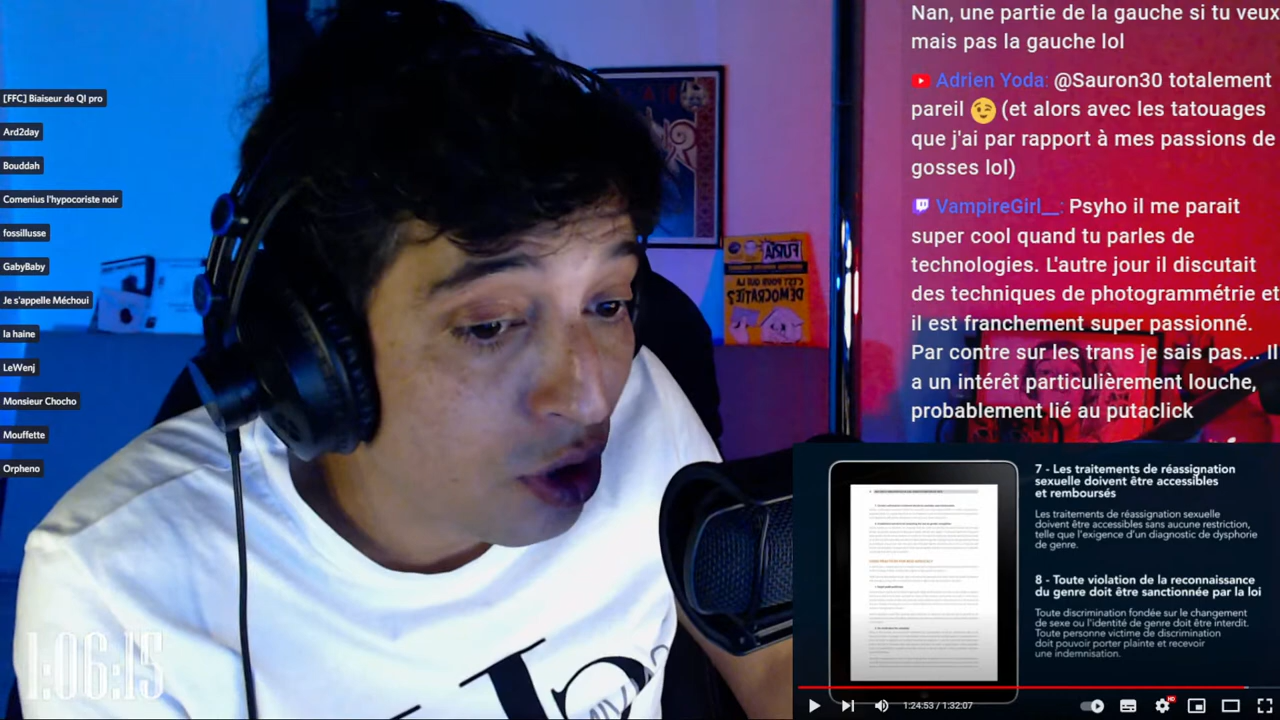 [FFC] Biaiseur de QI pro
Ard2day
Bouddah
Comenius l'hypocoriste noir
fossillusse
GabyBaby
Je s'appelle Méchoui
la haine
LeWenj
Monsieur Chocho
Mouffette
Orpheno
FURIA
C'EST POUR QUOI LA
DÉMOCRATIE?
Nan, une partie de la gauche si tu veux
mais pas la gauche lol
Adrien Yoda: @Sauron30 totalement
pareil 😉 (et alors avec les tatouages
que j'ai par rapport à mes passions de
gosses lol)
VampireGirl__: Psyho il me parait
super cool quand tu parles de
technologies. L'autre jour il discutait
des techniques de photogrammétrie et
il est franchement super passionné.
Par contre sur les trans je sais pas... Il
a un intérêt particulièrement louche,
probablement lié au putaclick
7 - Les traitements de réassignation
sexuelle doivent être accessibles
et remboursés
Les traitements de réassignation sexuelle
doivent être accessibles sans aucune restriction,
telle que l'exigence d'un diagnostic de dysphorie
de genre.
8 - Toute violation de la reconnaissance
du genre doit être sanctionnée par la loi
Toute discrimination fondée sur le changement
de sexe ou l'identité de genre doit être interdit.
Toute personne victime de discrimination
doit pouvoir porter plainte et recevoir
une indemnisation.
HD
1:24:53 / 1:32:07